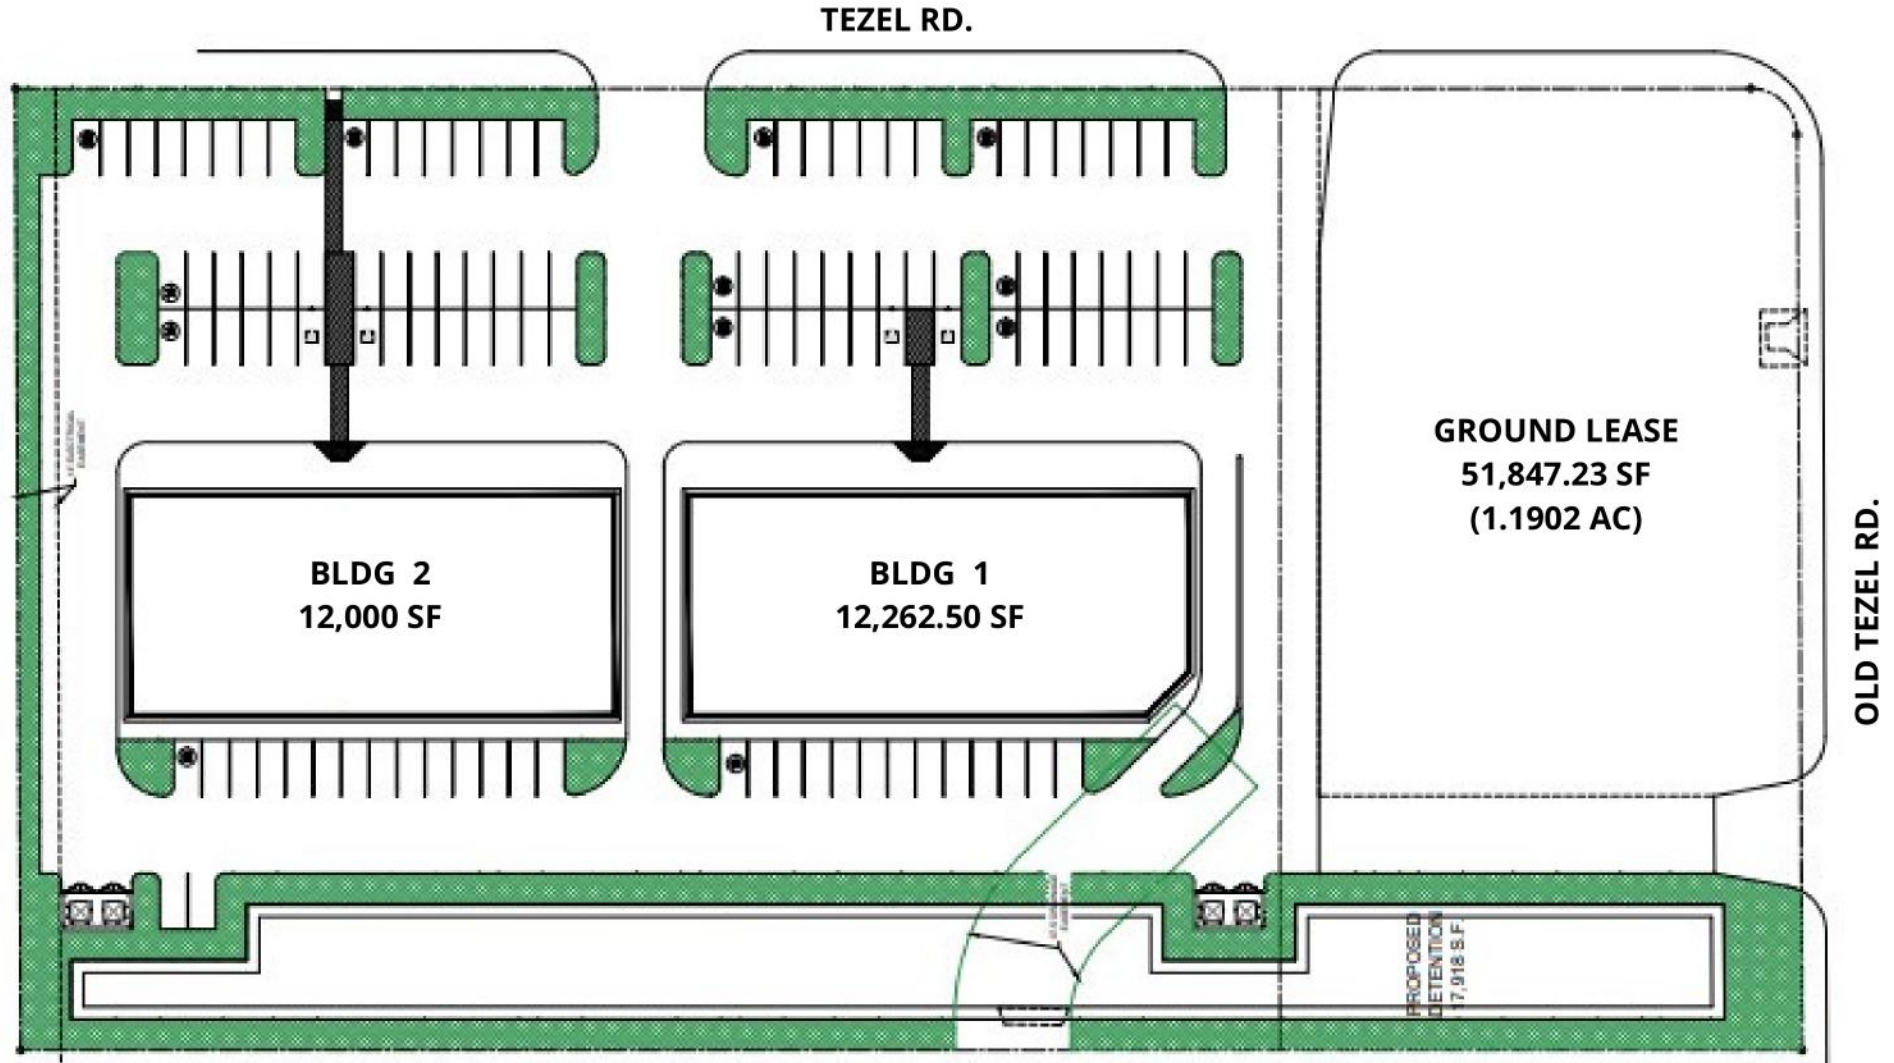 TEZEL RD.
GROUND LEASE
51,847.23 SF
(1.1902 AC)
OLD TEZEL RD.
BLDG 2
12,000 SF
BLDG 1
12,262.50 SF
PROPOSED
DETENTION
17,918 S.F.